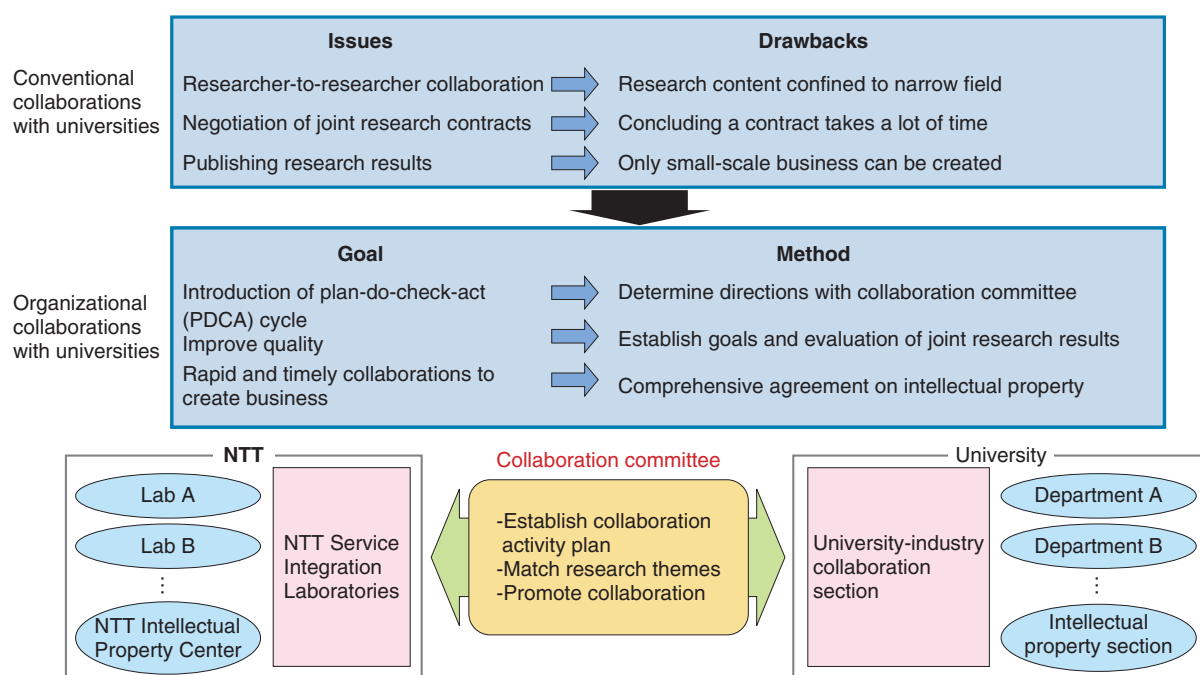 Issues
Drawbacks
Conventional
collaborations
with universities
Researcher-to-researcher collaboration
Research content confined to narrow field
Negotiation of joint research contracts
Concluding a contract takes a lot of time
Publishing research results
Only small-scale business can be created
Goal
Method
Organizational
collaborations
with universities
Introduction of plan-do-check-act
(PDCA) cycle
Determine directions with collaboration committee
Improve quality
Establish goals and evaluation of joint research results
Rapid and timely collaborations to
create business
Comprehensive agreement on intellectual property
NTT
Lab A
Lab B
⋮
NTT Intellectual
Property Center
NTT Service
Integration
Laboratories
Collaboration committee
-Establish collaboration
activity plan
-Match research themes
-Promote collaboration
University
University-industry
collaboration
section
Department A
Department B
⋮
Intellectual
property section